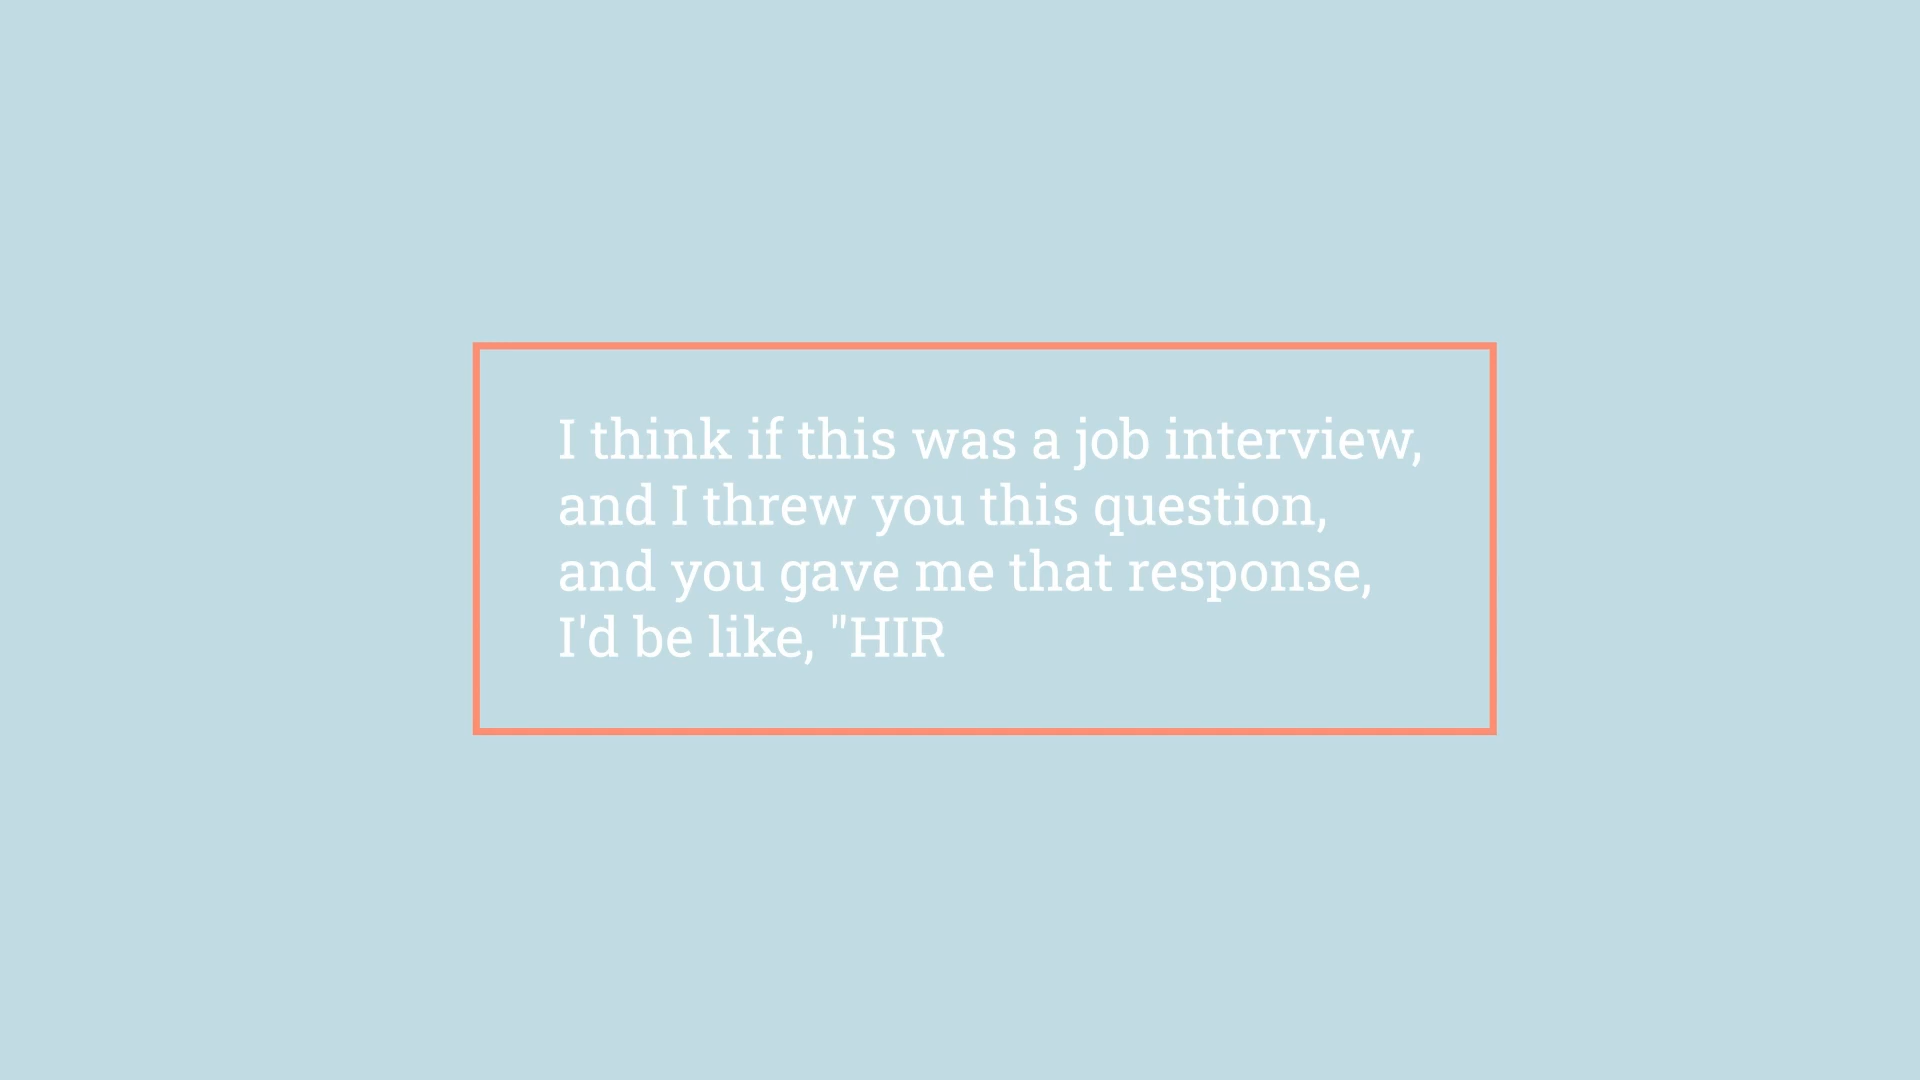 I think if this was a job interview,
and I threw you this question,
and you gave me that response,
I'd be like, "HIR